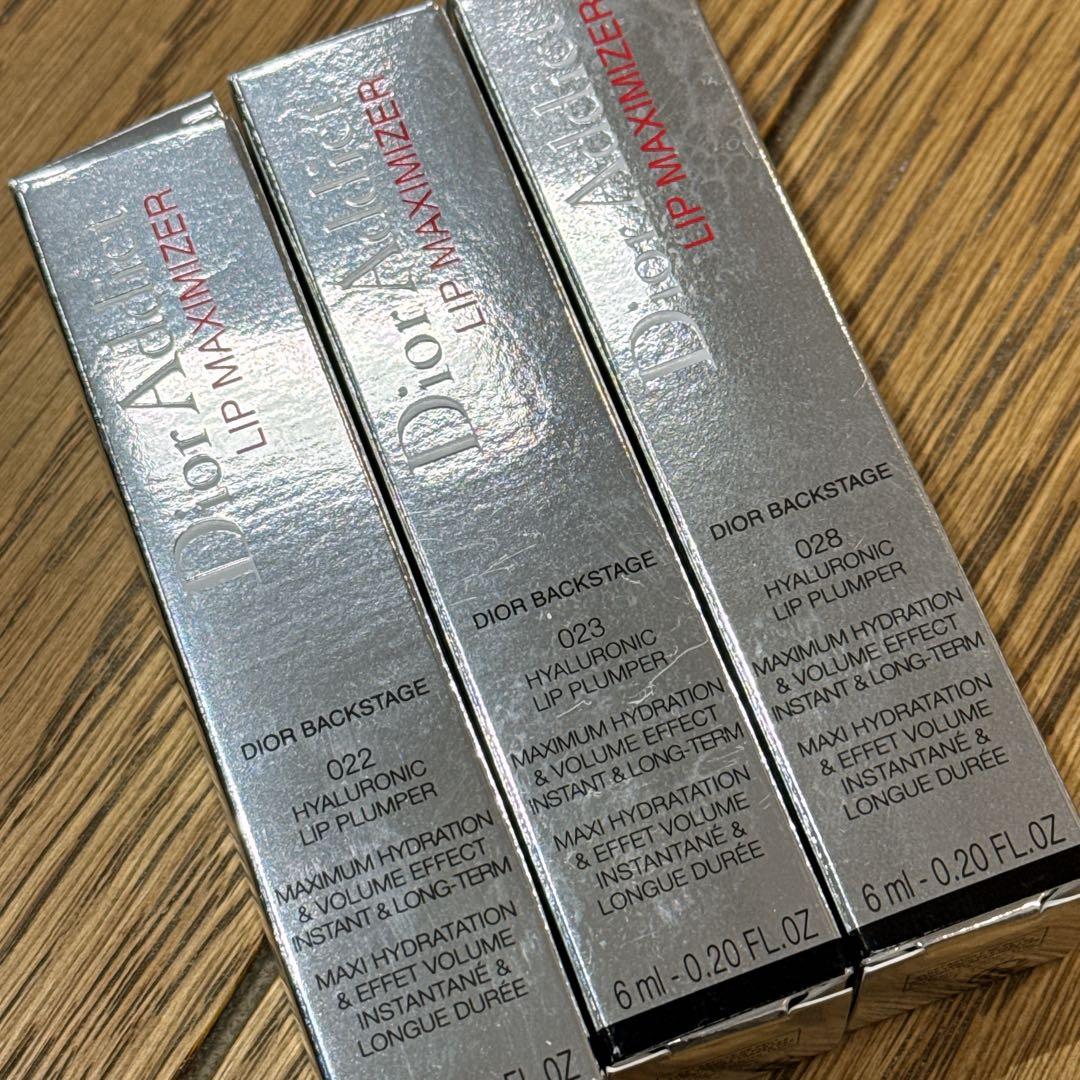 Dior Addict
LIP MAXIMIZER
DIOR BACKSTAGE
022
HYALURONIC
LIP PLUMPER
MAXIMUM HYDRATION
& VOLUME EFFECT
INSTANT & LONG-TERM
MAXI HYDRATATION
& EFFET VOLUME
INSTANTANÉ &
LONGUE DURÉE
FL.OZ
Dior Addict
LIP MAXIMIZER
DIOR BACKSTAGE
023
HYALURONIC
LIP PLUMPER
MAXIMUM HYDRATION
& VOLUME EFFECT
INSTANT & LONG-TERM
MAXI HYDRATATION
& EFFET VOLUME
INSTANTANÉ &
LONGUE DURÉE
6 ml - 0.20 FL.OZ
Dior Addict
LIP MAXIMIZER
DIOR BACKSTAGE
028
HYALURONIC
LIP PLUMPER
MAXIMUM HYDRATION
& VOLUME EFFECT
INSTANT & LONG-TERM
MAXI HYDRATATION
& EFFET VOLUME
INSTANTANÉ &
LONGUE DURÉE
6 ml - 0.20 FL.OZ